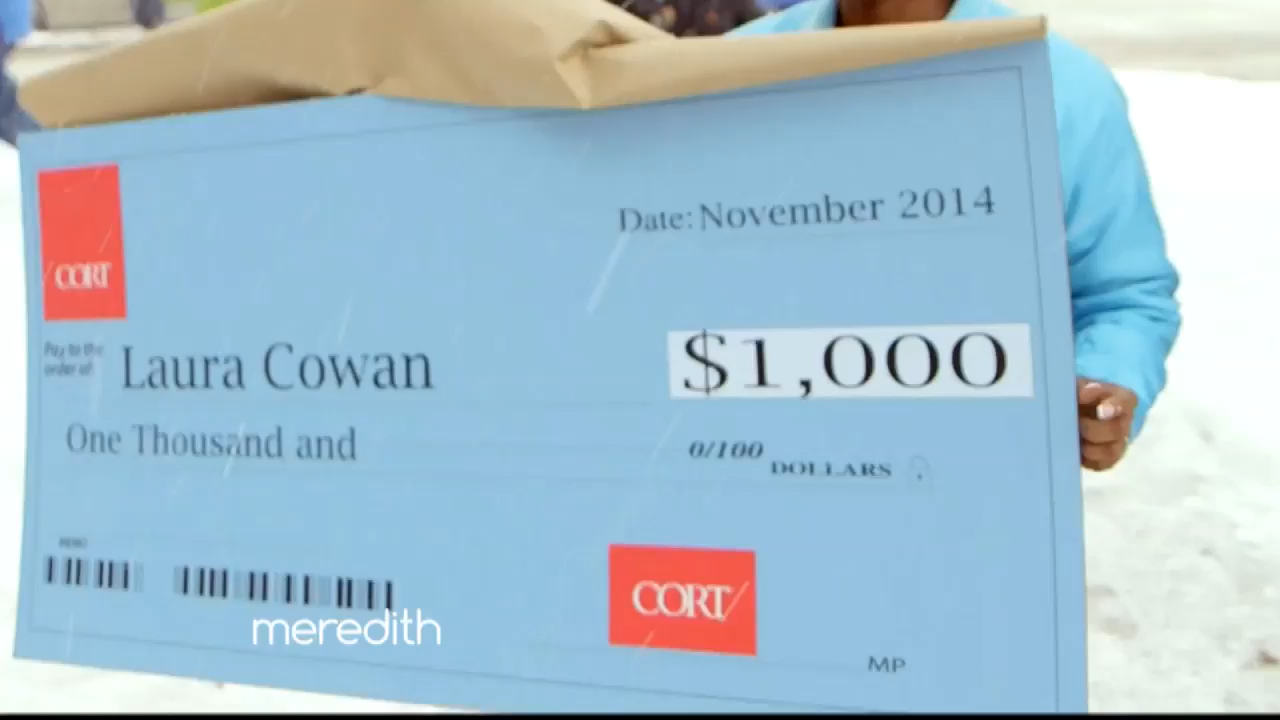 Date: November 2014
CORT
Pay to the
order of:
Laura Cowan
$1,000
One Thousand and
0/100
DOLLARS
meredith
CORT
MP